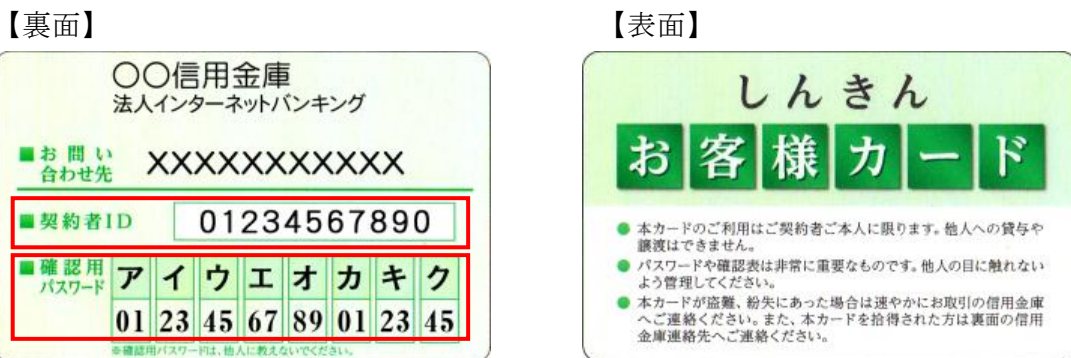 【裏面】
〇〇信用金庫
法人インターネットバンキング
■お問い合わせ先 XXXXXXXXXXX
■契約者ID 01234567890
■確認用パスワード
ア イ ウ エ オ カ キ ク
01 23 45 67 89 01 23 45
※確認用パスワードは、他人に教えないでください。
【表面】
しんきん
お客様カード
● 本カードのご利用はご契約者ご本人に限ります。他人への貸与や
譲渡はできません。
● パスワードや確認表は非常に重要なものです。他人の目に触れない
よう管理してください。
● 本カードが盗難、紛失にあった場合は速やかにお取引の信用金庫
へご連絡ください。また、本カードを拾得された方は裏面の信用
金庫連絡先へご連絡ください。